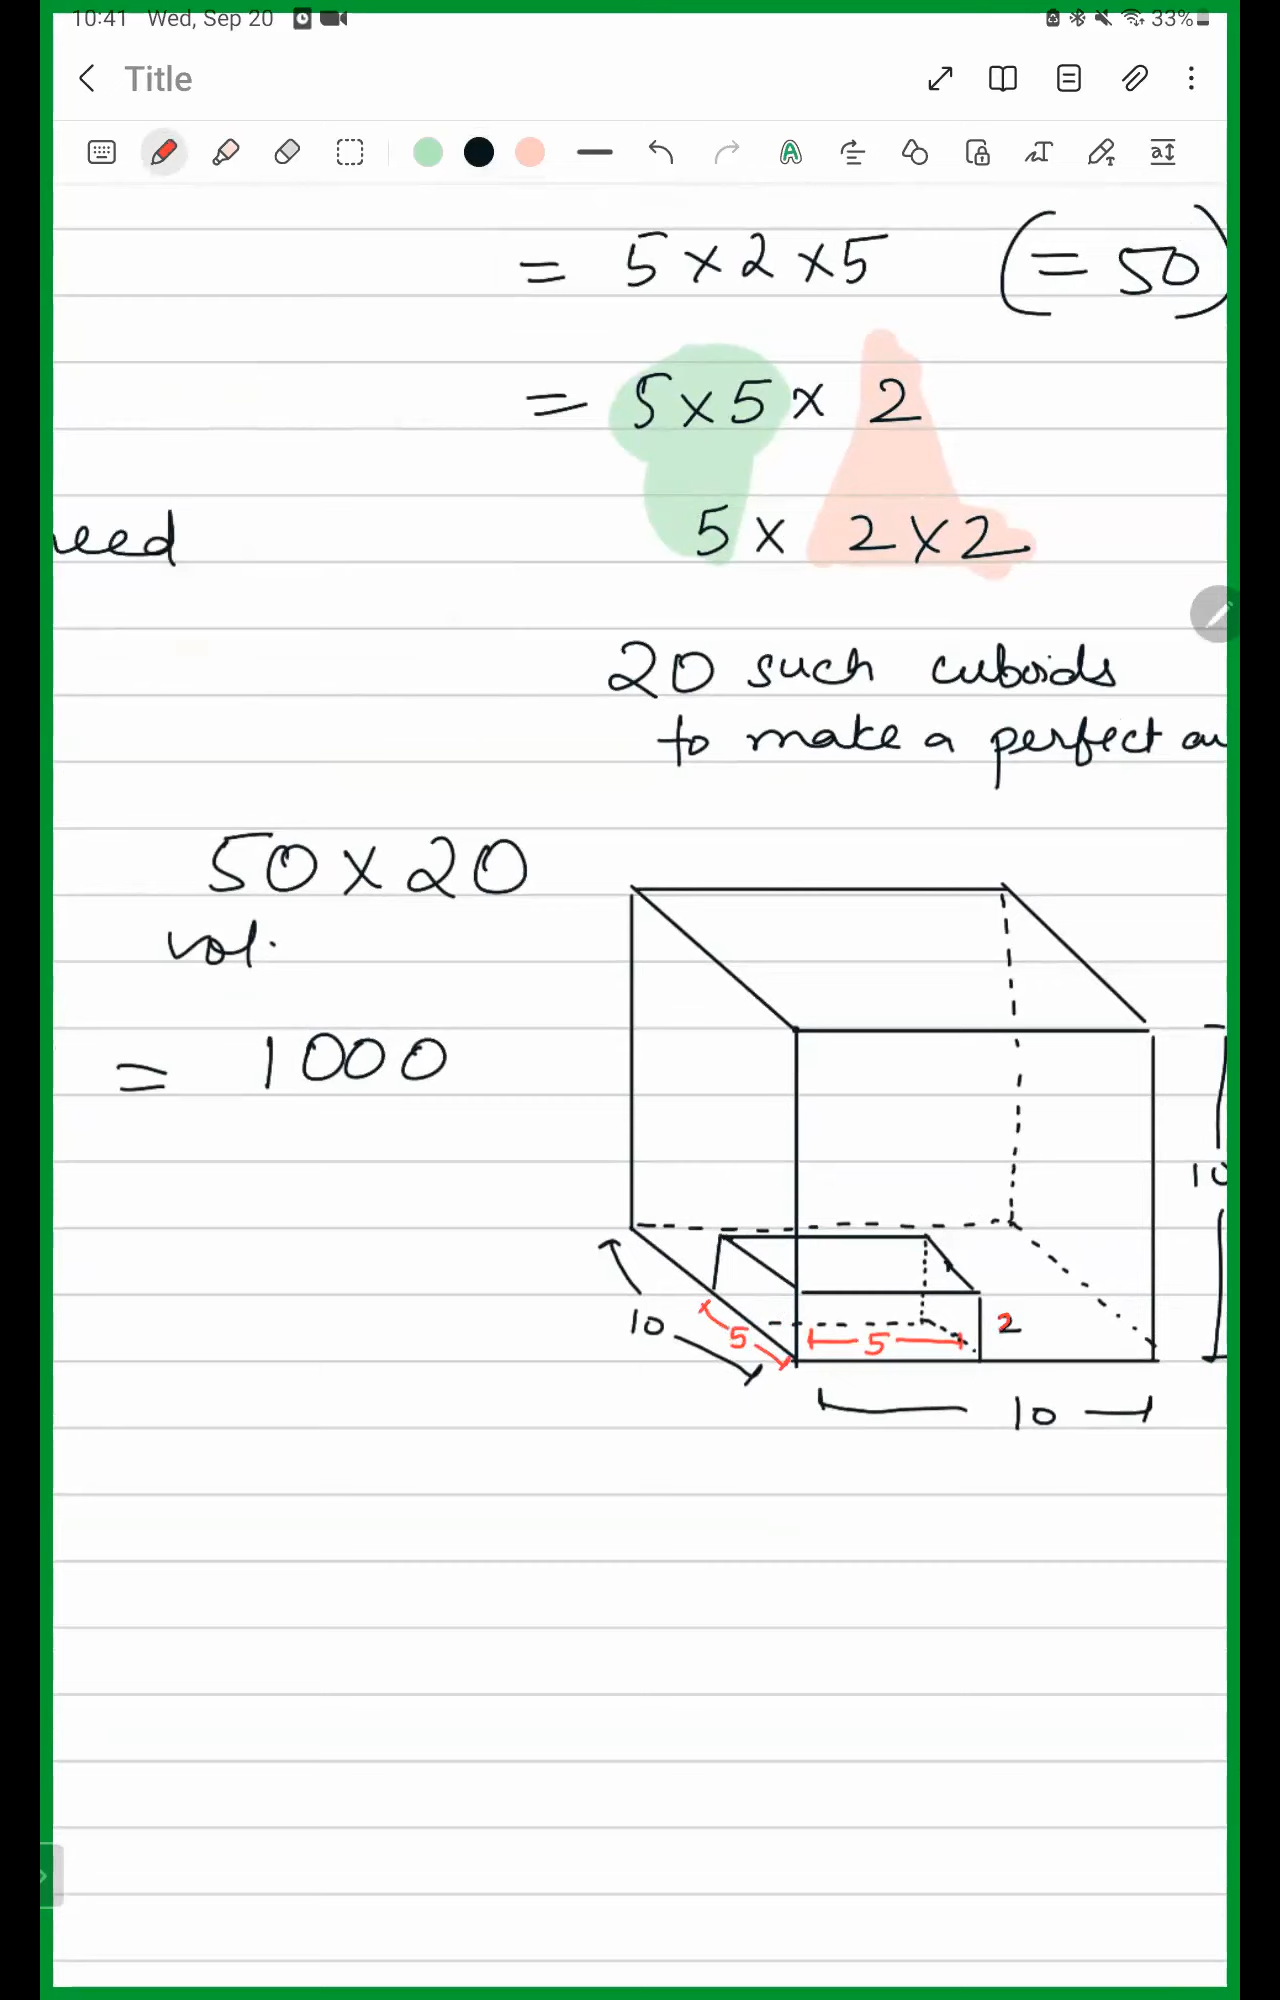 10:41 Wed, Sep 20 33%
Title
= 5 × 2 × 5 (= 50)
= 5 × 5 × 2
5 × 2 × 2
20 such cuboids
to make a perfect
50 × 20
vol.
= 1000
10
10
5
5
2
10